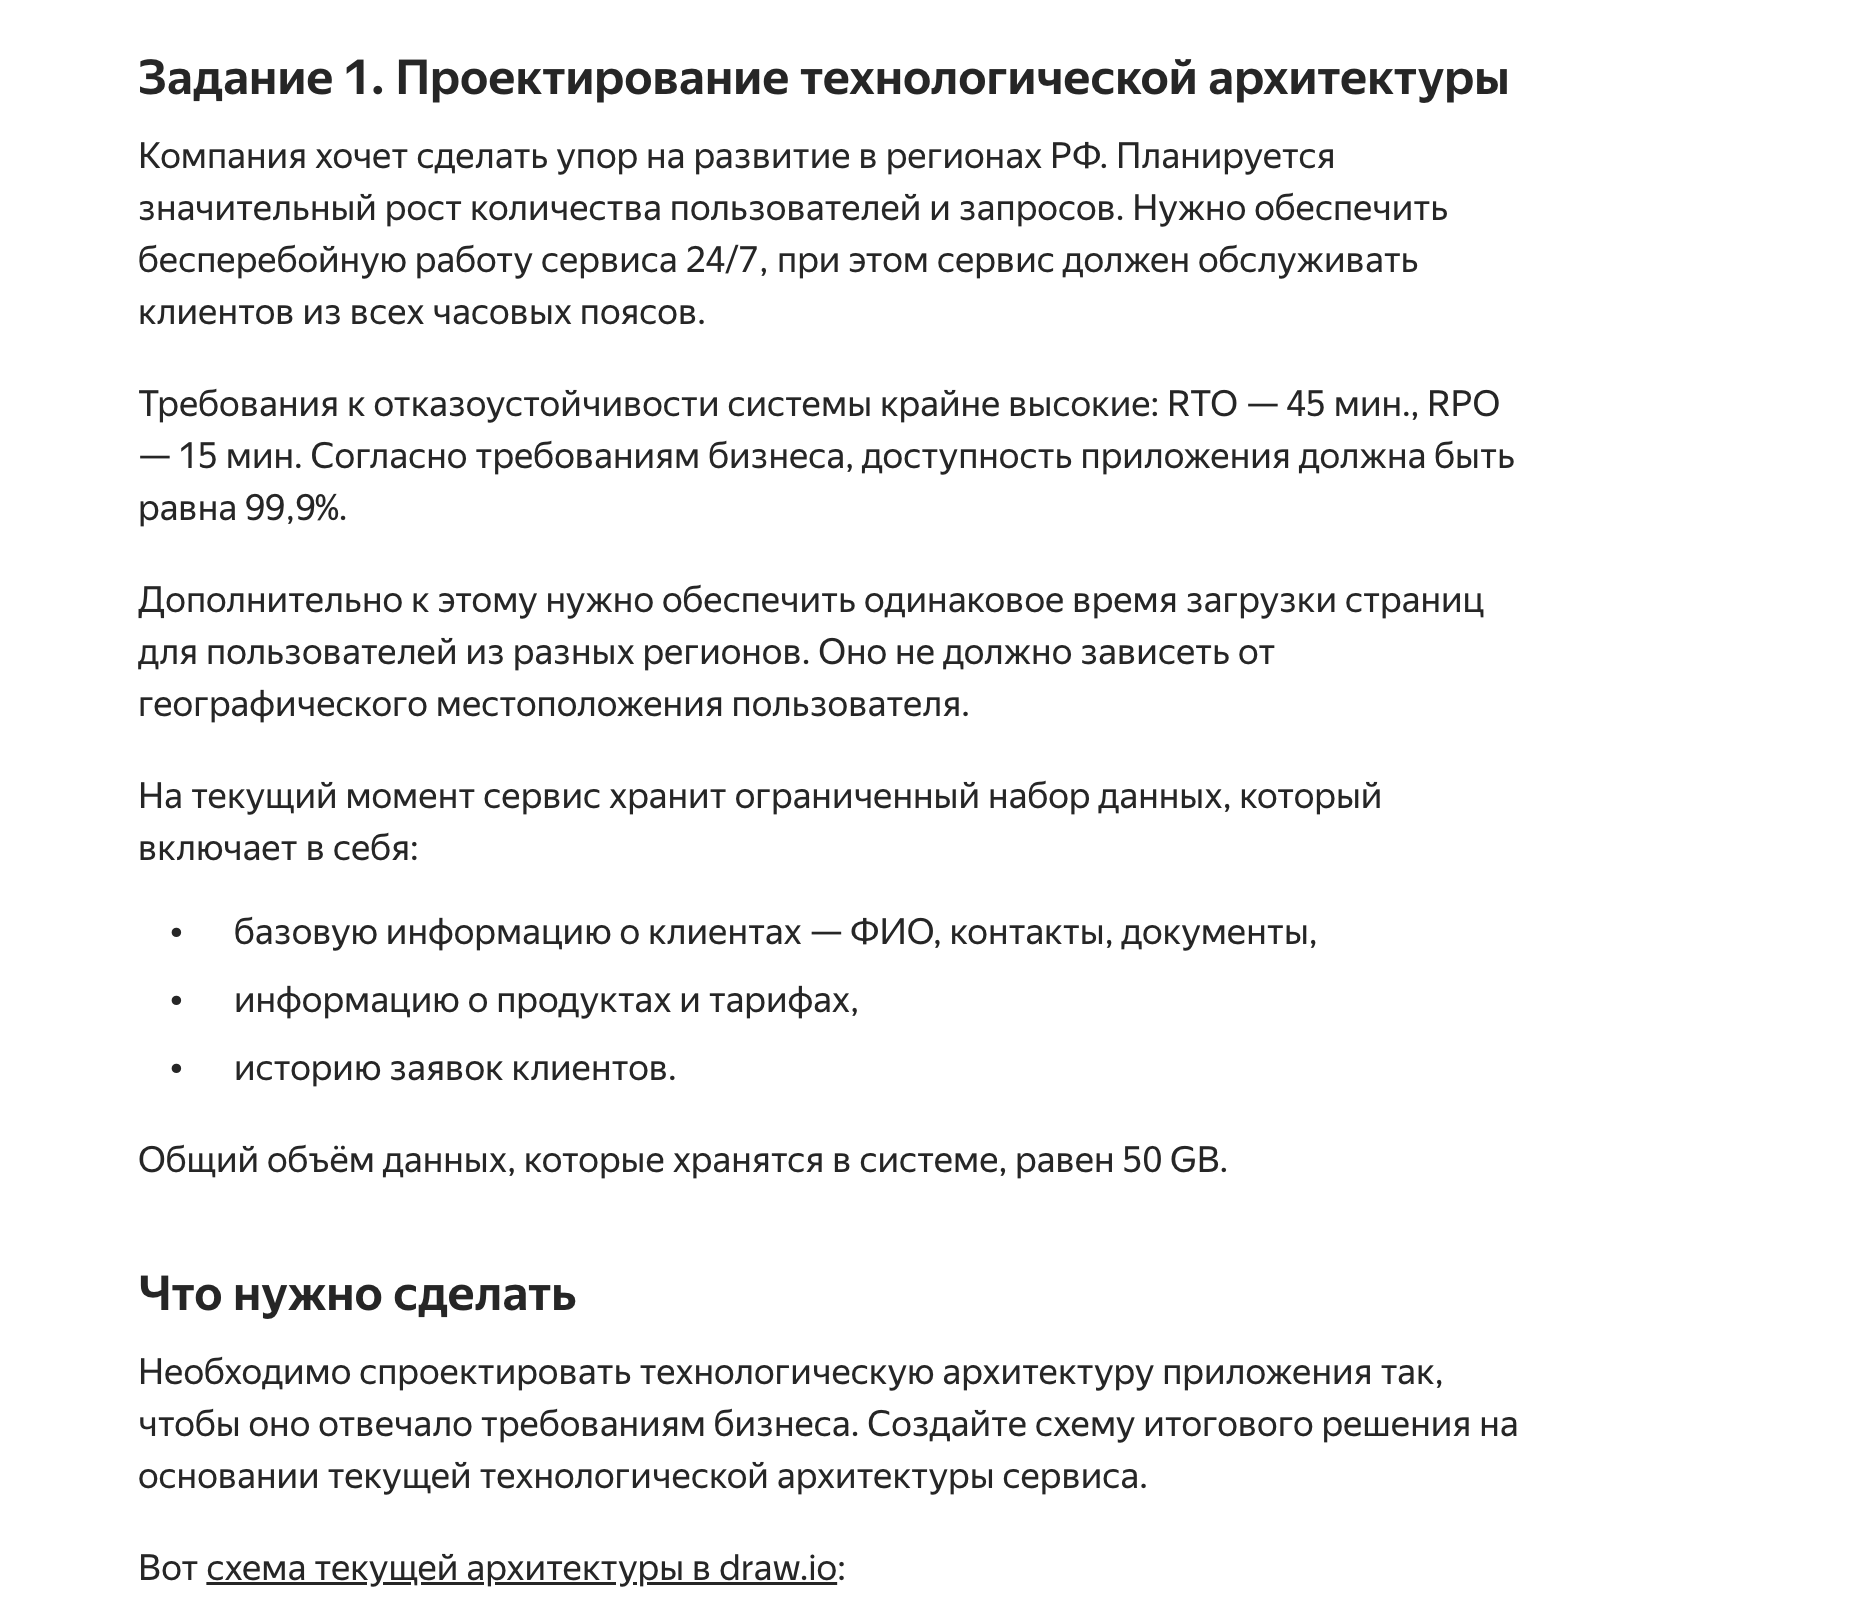 Задание 1. Проектирование технологической архитектуры
Компания хочет сделать упор на развитие в регионах РФ. Планируется
значительный рост количества пользователей и запросов. Нужно обеспечить
бесперебойную работу сервиса 24/7, при этом сервис должен обслуживать
клиентов из всех часовых поясов.
Требования к отказоустойчивости системы крайне высокие: RTO — 45 мин., RPO
— 15 мин. Согласно требованиям бизнеса, доступность приложения должна быть
равна 99,9%.
Дополнительно к этому нужно обеспечить одинаковое время загрузки страниц
для пользователей из разных регионов. Оно не должно зависеть от
географического местоположения пользователя.
На текущий момент сервис хранит ограниченный набор данных, который
включает в себя:
• базовую информацию о клиентах — ФИО, контакты, документы,
• информацию о продуктах и тарифах,
• историю заявок клиентов.
Общий объём данных, которые хранятся в системе, равен 50 GB.
Что нужно сделать
Необходимо спроектировать технологическую архитектуру приложения так,
чтобы оно отвечало требованиям бизнеса. Создайте схему итогового решения на
основании текущей технологической архитектуры сервиса.
Вот схема текущей архитектуры в draw.io: